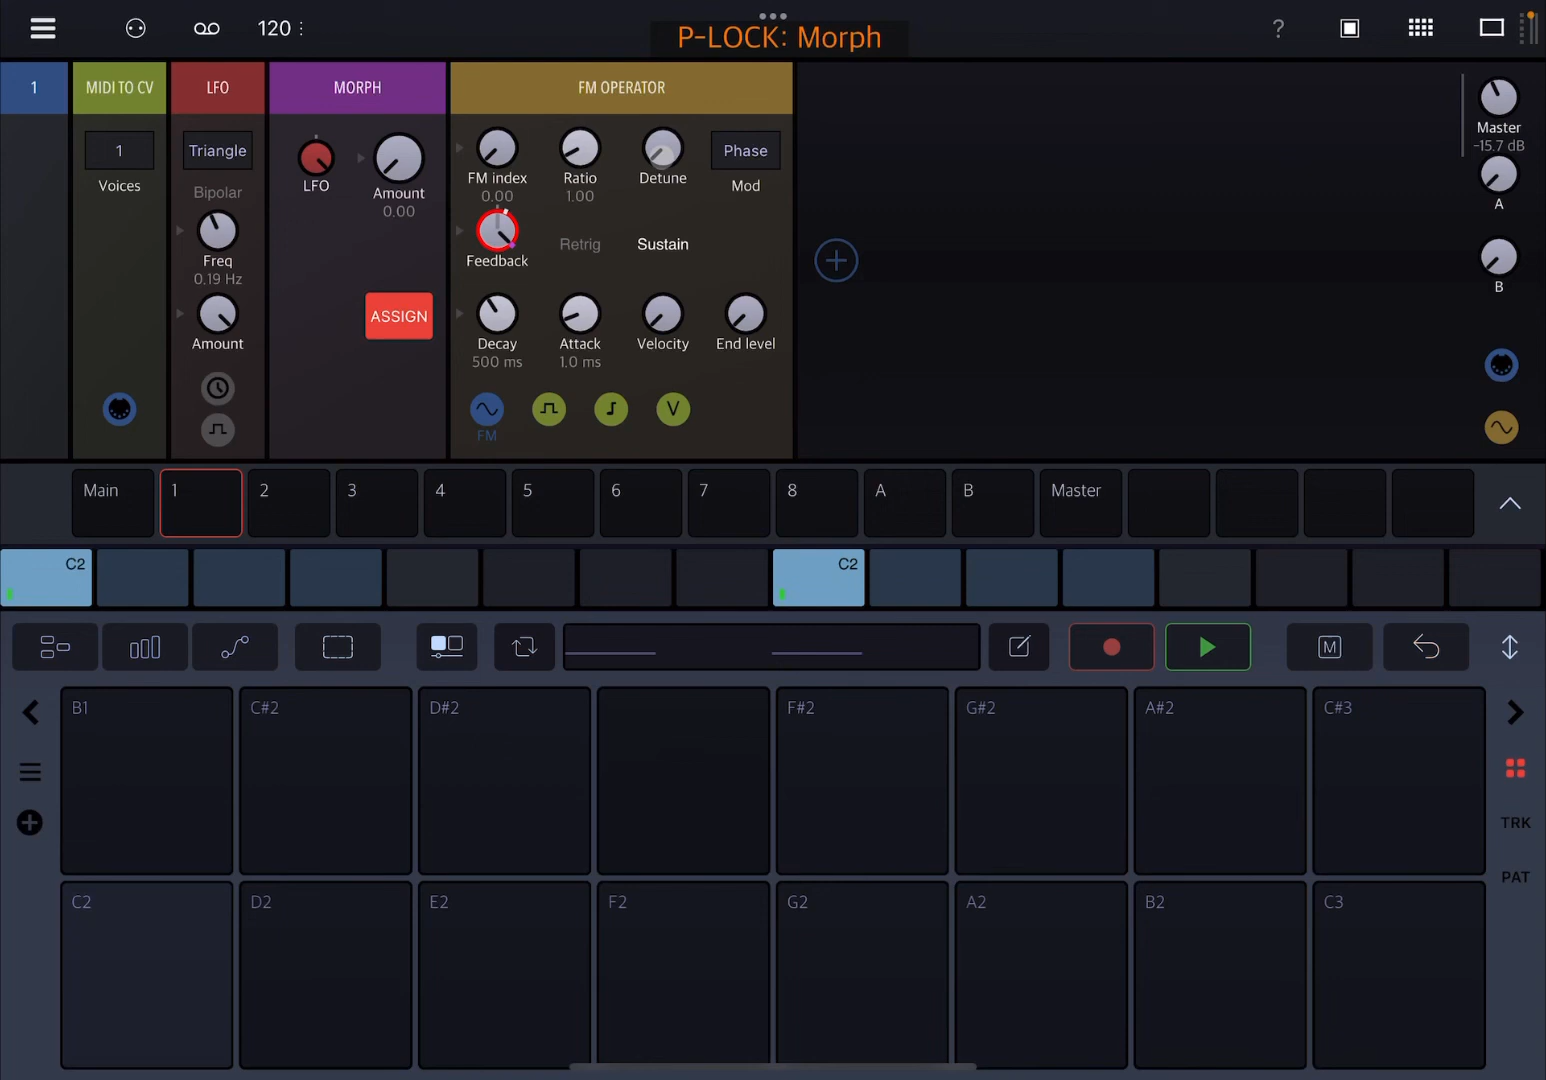 120
P-LOCK: Morph
?
1
MIDI TO CV
LFO
MORPH
FM OPERATOR
1
Voices
Triangle
Bipolar
Freq
0.19 Hz
Amount
LFO
Amount
0.00
ASSIGN
FM index
0.00
Ratio
1.00
Detune
Phase
Mod
Feedback
Retrig
Sustain
Decay
500 ms
Attack
1.0 ms
Velocity
End level
V
FM
Master
-15.7 dB
A
B
Main
1
2
3
4
5
6
7
8
A
B
Master
C2
C2
M
B1
C#2
D#2
F#2
G#2
A#2
C#3
TRK
PAT
C2
D2
E2
F2
G2
A2
B2
C3